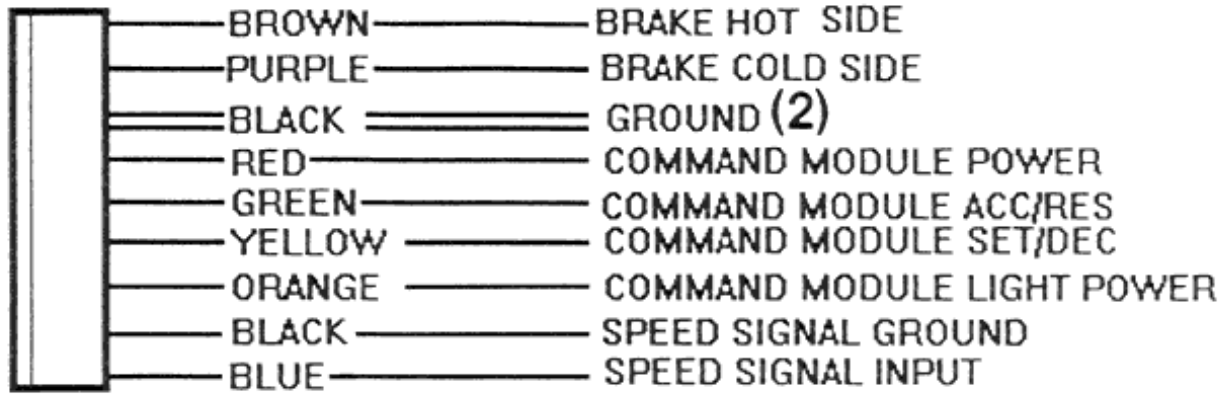 BROWN BRAKE HOT SIDE
PURPLE BRAKE COLD SIDE
BLACK GROUND (2)
RED COMMAND MODULE POWER
GREEN COMMAND MODULE ACC/RES
YELLOW COMMAND MODULE SET/DEC
ORANGE COMMAND MODULE LIGHT POWER
BLACK SPEED SIGNAL GROUND
BLUE SPEED SIGNAL INPUT